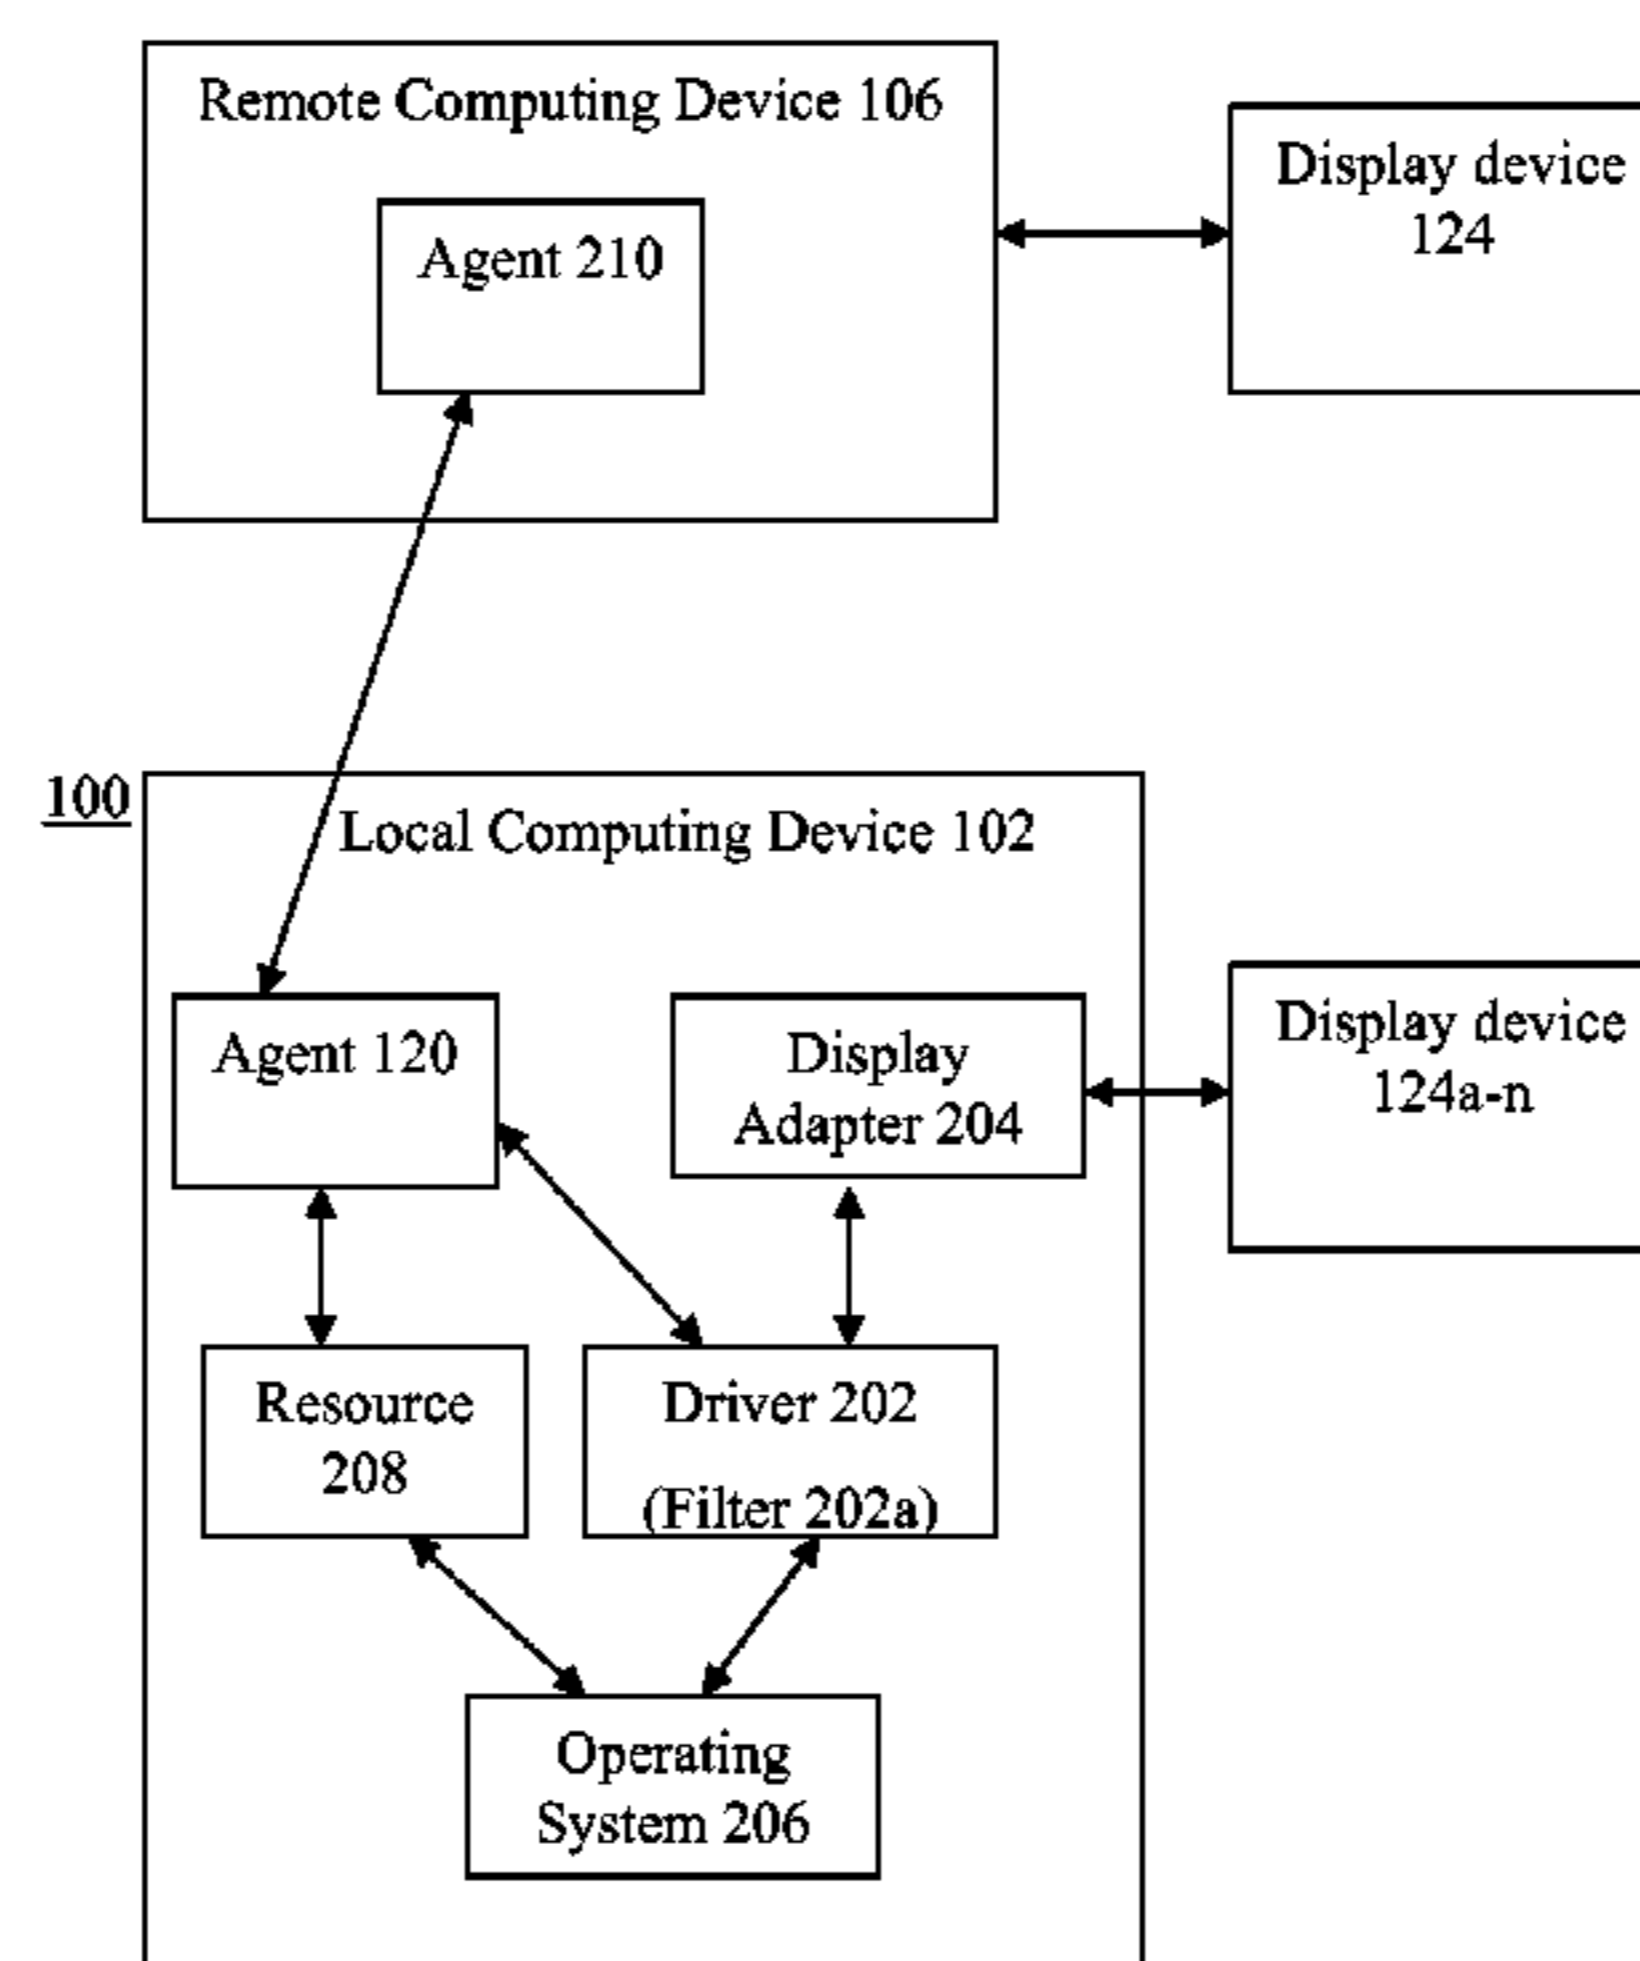 Remote Computing Device 106
Agent 210
Display device
124
100
Local Computing Device 102
Agent 120
Display
Adapter 204
Display device
124a-n
Resource
208
Driver 202
(Filter 202a)
Operating
System 206